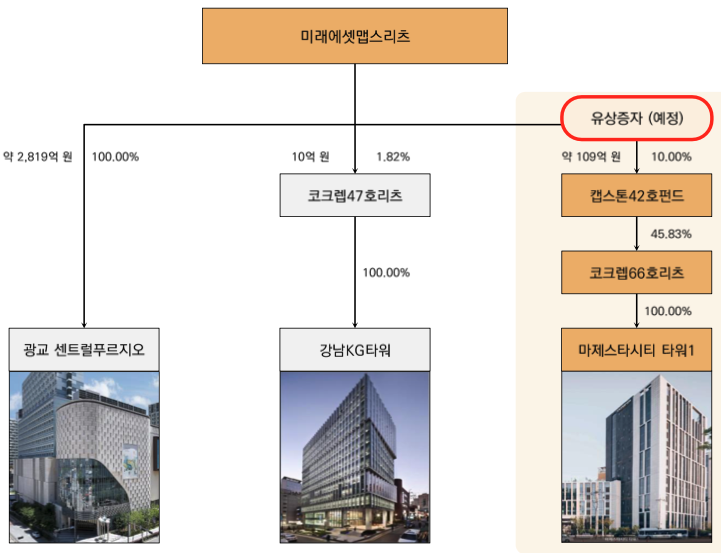 미래에셋맵스리츠
유상증자 (예정)
약 2,819억 원 100.00%
10억 원 1.82%
약 109억 원 10.00%
코크렙47호리츠
캡스톤42호펀드
45.83%
100.00%
코크렙66호리츠
100.00%
광교 센트럴푸르지오
강남KG타워
마제스타시티 타워1